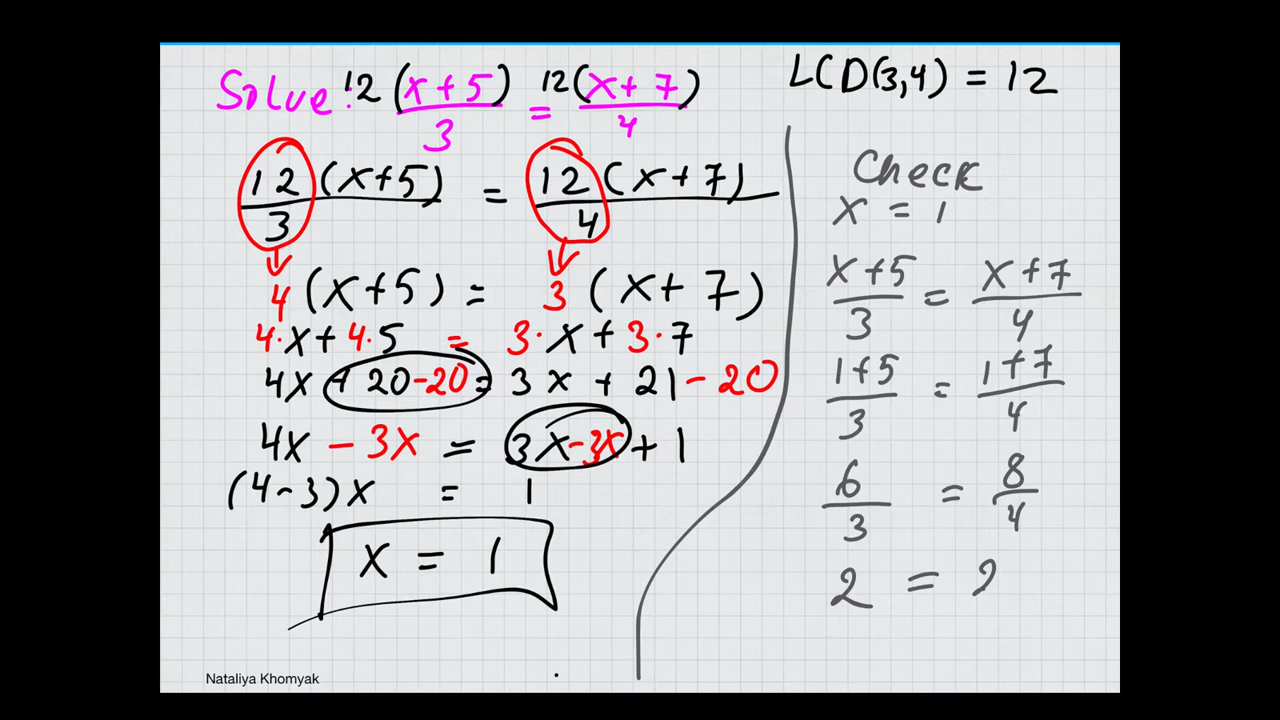 Solve: 12 (x+5)/3 = 12 (x+7)/4
12/3 (x+5) = 12/4 (x+7)
4 (x+5) = 3 (x+7)
4·x + 4·5 = 3·x + 3·7
4x + 20 - 20 = 3x + 21 - 20
4x - 3x = 3x - 3x + 1
(4-3)x = 1
x = 1
LCD(3,4) = 12
Check
x = 1
(x+5)/3 = (x+7)/4
(1+5)/3 = (1+7)/4
6/3 = 8/4
2 = 2
Nataliya Khomyak